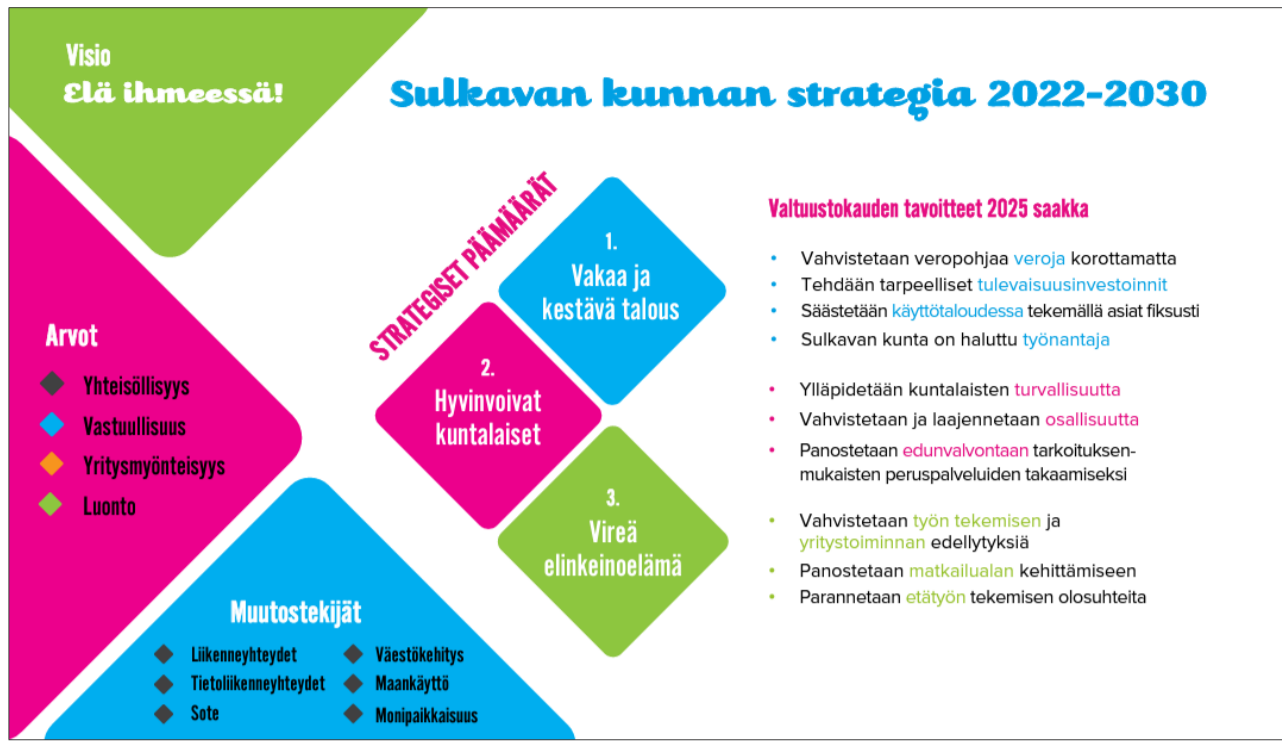 Visio
Elä ihmeessä!
Sulkavan kunnan strategia 2022-2030
Arvot
Yhteisöllisyys
Vastuullisuus
Yritysmyönteisyys
Luonto
Muutostekijät
Liikenneyhteydet
Tietoliikenneyhteydet
Sote
Väestökehitys
Maankäyttö
Monipaikkaisuus
STRATEGISET PÄÄMÄÄRÄT
1.
Vakaa ja
kestävä talous
2.
Hyvinvoivat
kuntalaiset
3.
Vireä
elinkeinoelämä
Valtuustokauden tavoitteet 2025 saakka
• Vahvistetaan veropohjaa veroja korottamatta
• Tehdään tarpeelliset tulevaisuusinvestoinnit
• Säästetään käyttötaloudessa tekemällä asiat fiksusti
• Sulkavan kunta on haluttu työnantaja
• Ylläpidetään kuntalaisten turvallisuutta
• Vahvistetaan ja laajennetaan osallisuutta
• Panostetaan edunvalvontaan tarkoituksen-
mukaisten peruspalveluiden takaamiseksi
• Vahvistetaan työn tekemisen ja
yritystoiminnan edellytyksiä
• Panostetaan matkailualan kehittämiseen
• Parannetaan etätyön tekemisen olosuhteita